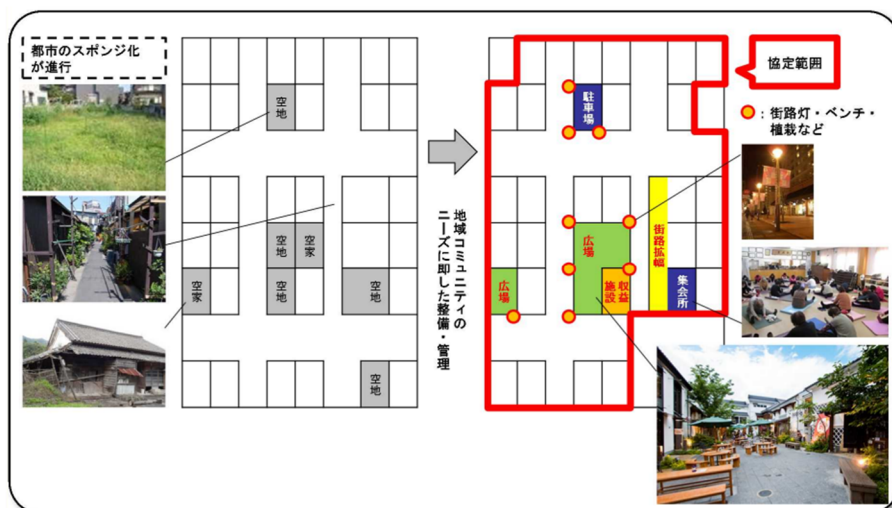 都市のスポンジ化
が進行
空地
空地
空家
空家
空地
空地
空地
地域コミュニティの
ニーズに即した整備・管理
協定範囲
：街路灯・ベンチ・
植栽など
駐車場
広場
街路拡幅
広場
収益
施設
集会所